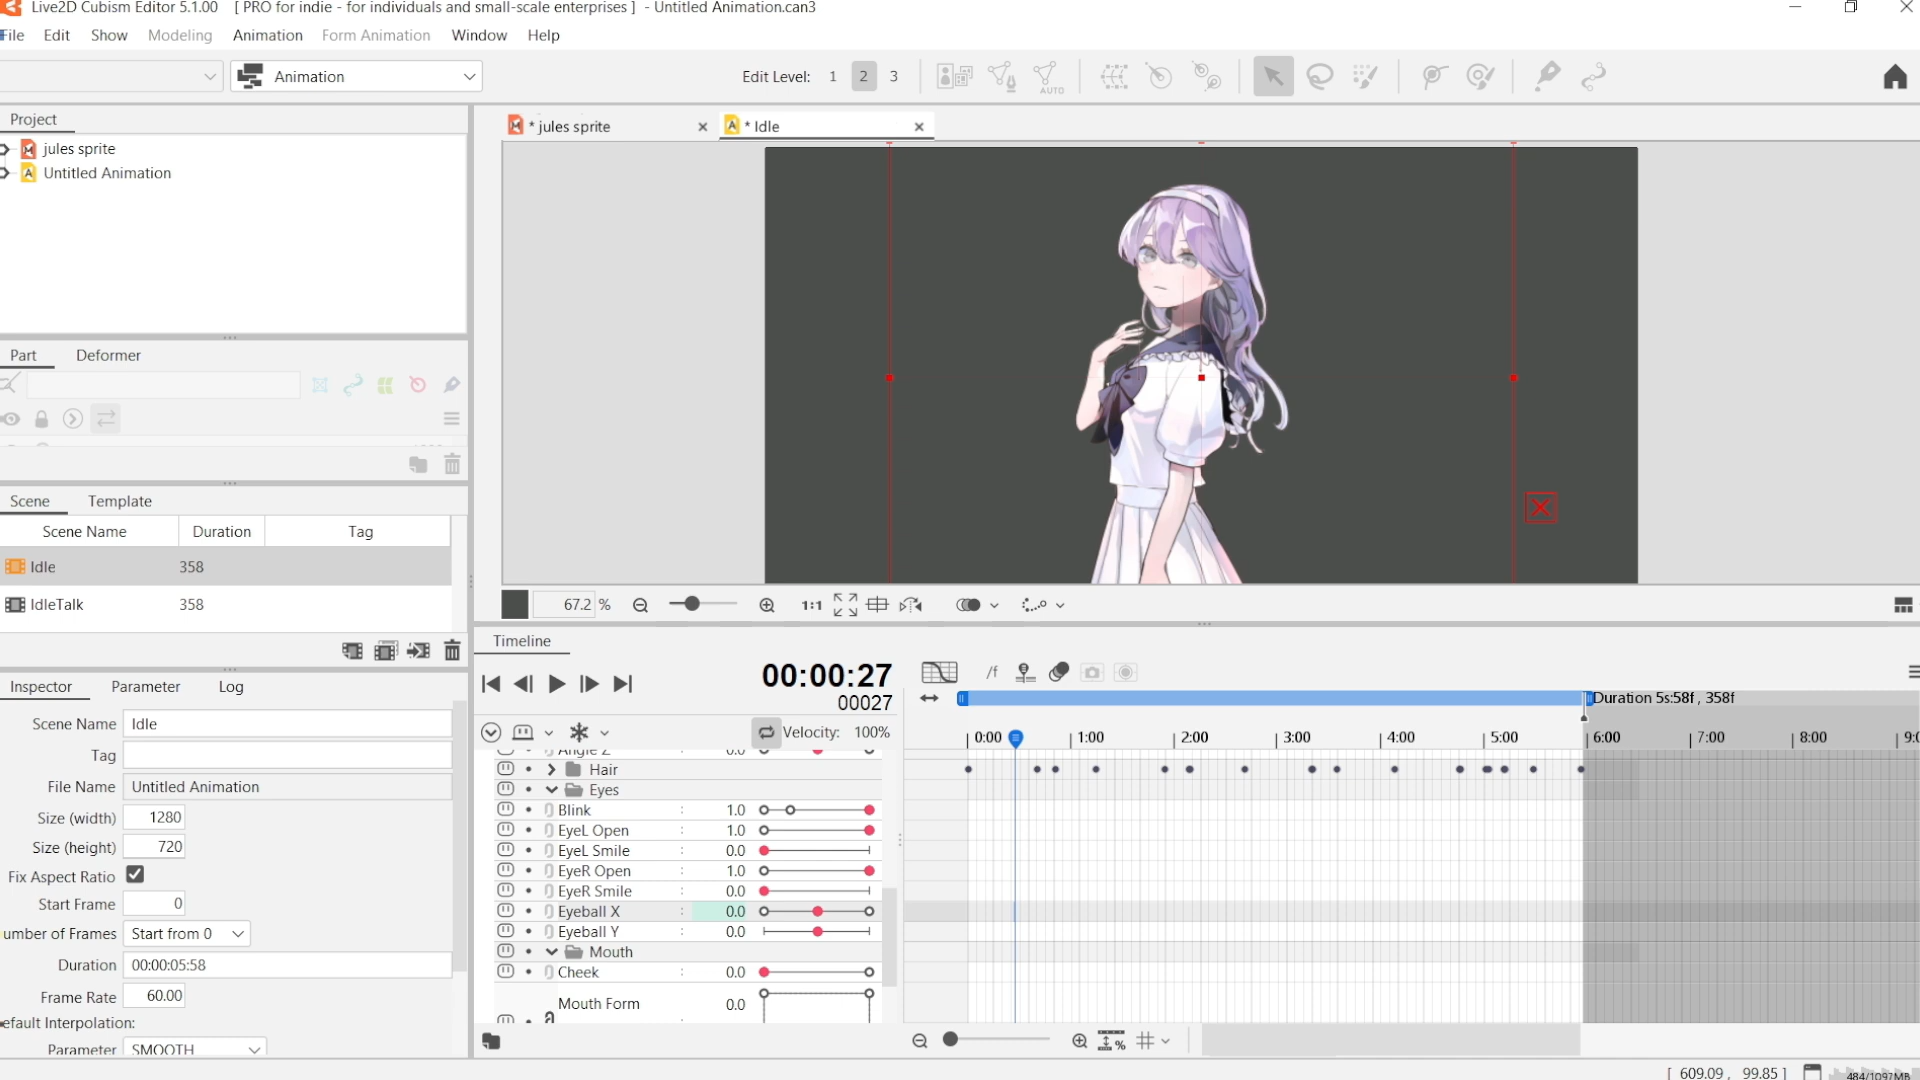 Live2D Cubism Editor 5.1.00 [ PRO for indie - for individuals and small-scale enterprises ] - Untitled Animation.can3
File Edit Show Modeling Animation Form Animation Window Help
Animation Edit Level: 1 2 3 AUTO
Project
* jules sprite
* Idle
jules sprite
Untitled Animation
Part Deformer
Scene Template
Scene Name Duration Tag
Idle 358
IdleTalk 358
67.2 % 1:1
Timeline
Inspector Parameter Log
Scene Name Idle
Tag
File Name Untitled Animation
Size (width) 1280
Size (height) 720
Fix Aspect Ratio
Start Frame 0
umber of Frames Start from 0
Duration 00:00:05:58
Frame Rate 60.00
efault Interpolation:
Parameter SMOOTH
00:00:27
00027
/f
Duration 5s:58f , 358f
Velocity: 100%
0:00 1:00 2:00 3:00 4:00 5:00 6:00 7:00 8:00 9:0
Angle Z 0.0
Hair
Eyes
Blink : 1.0
EyeL Open : 1.0
EyeL Smile : 0.0
EyeR Open : 1.0
EyeR Smile : 0.0
Eyeball X : 0.0
Eyeball Y : 0.0
Mouth
Cheek : 0.0
Mouth Form 0.0
%
[ 609.09 , 99.85 ] 484/1097MB